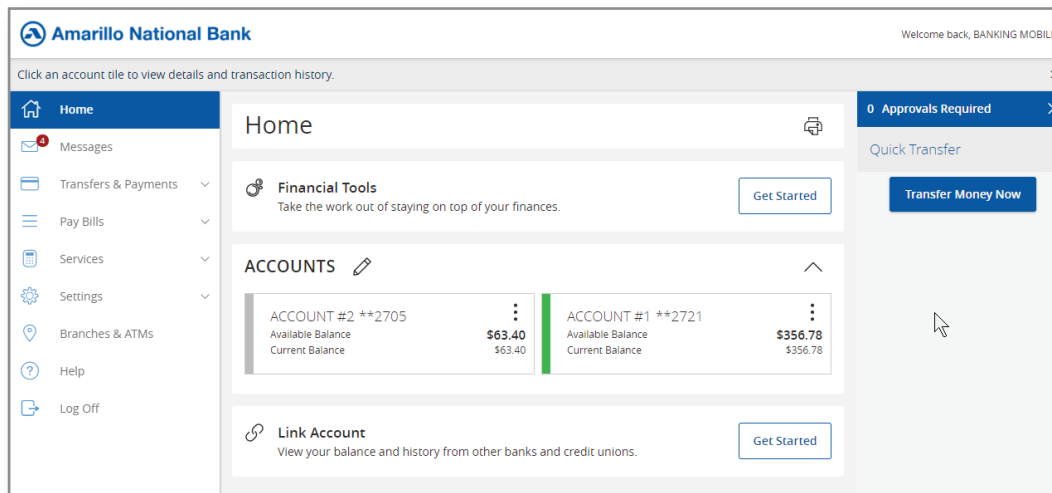 Amarillo National Bank
Welcome back, BANKING MOBIL
Click an account tile to view details and transaction history.
Home
4
Messages
Transfers & Payments
Pay Bills
Services
Settings
Branches & ATMs
Help
Log Off
Home
Financial Tools
Take the work out of staying on top of your finances.
Get Started
ACCOUNTS
ACCOUNT #2 **2705
Available Balance $63.40
Current Balance $63.40
ACCOUNT #1 **2721
Available Balance $356.78
Current Balance $356.78
Link Account
View your balance and history from other banks and credit unions.
Get Started
0 Approvals Required
Quick Transfer
Transfer Money Now